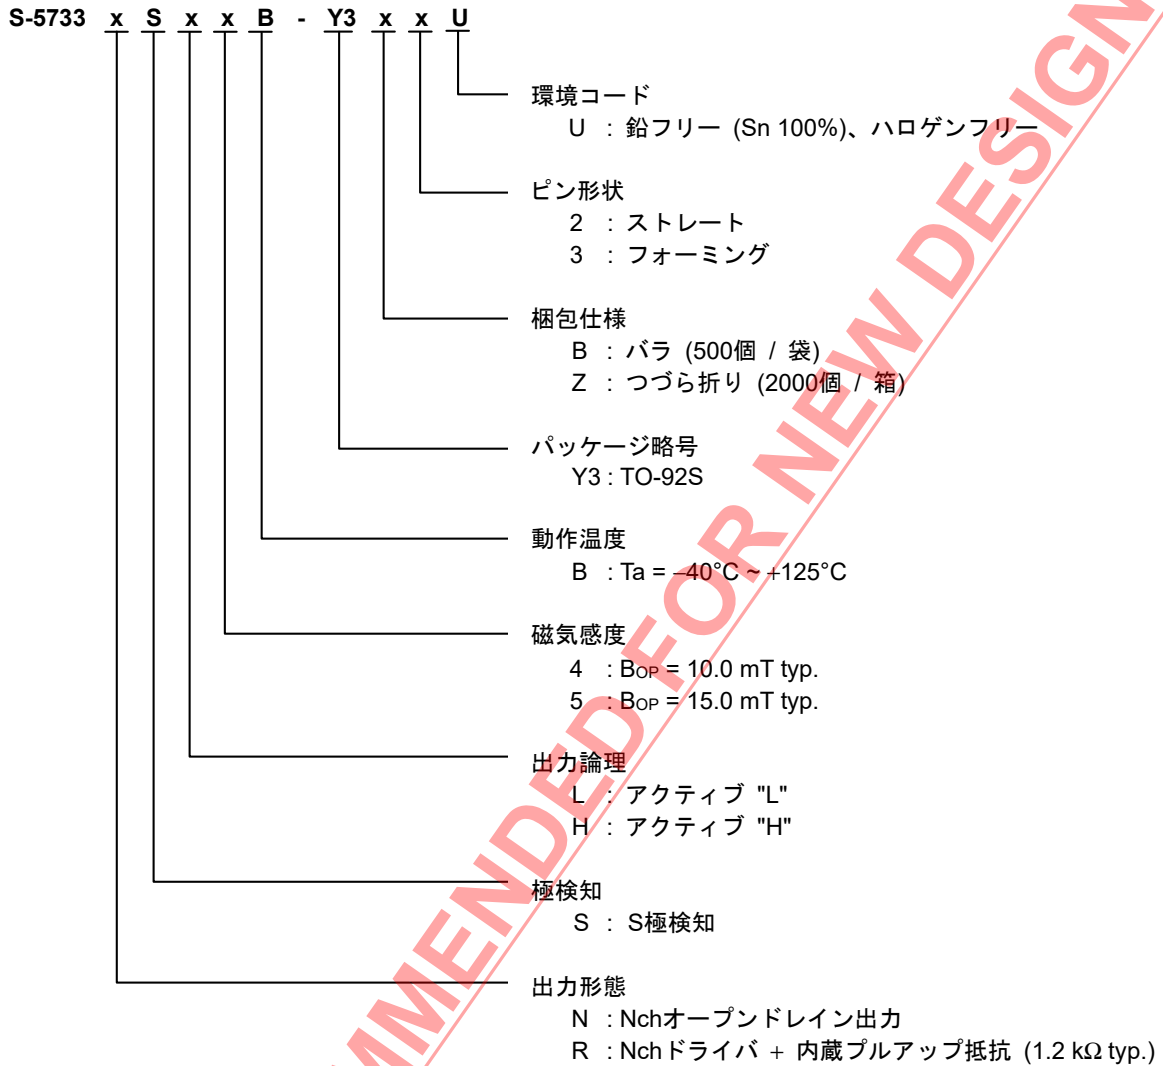 S-5733 x S x x B - Y3 x x U
環境コード
U : 鉛フリー (Sn 100%)、ハロゲンフリー
ピン形状
2 : ストレート
3 : フォーミング
梱包仕様
B : バラ (500個 / 袋)
Z : つづら折り (2000個 / 箱)
パッケージ略号
Y3 : TO-92S
動作温度
B : Ta = −40°C ~ +125°C
磁気感度
4 : BOP = 10.0 mT typ.
5 : BOP = 15.0 mT typ.
出力論理
L : アクティブ "L"
H : アクティブ "H"
極検知
S : S極検知
出力形態
N : Nchオープンドレイン出力
R : Nchドライバ + 内蔵プルアップ抵抗 (1.2 kΩ typ.)
MMENDED FOR NEW DESIGN